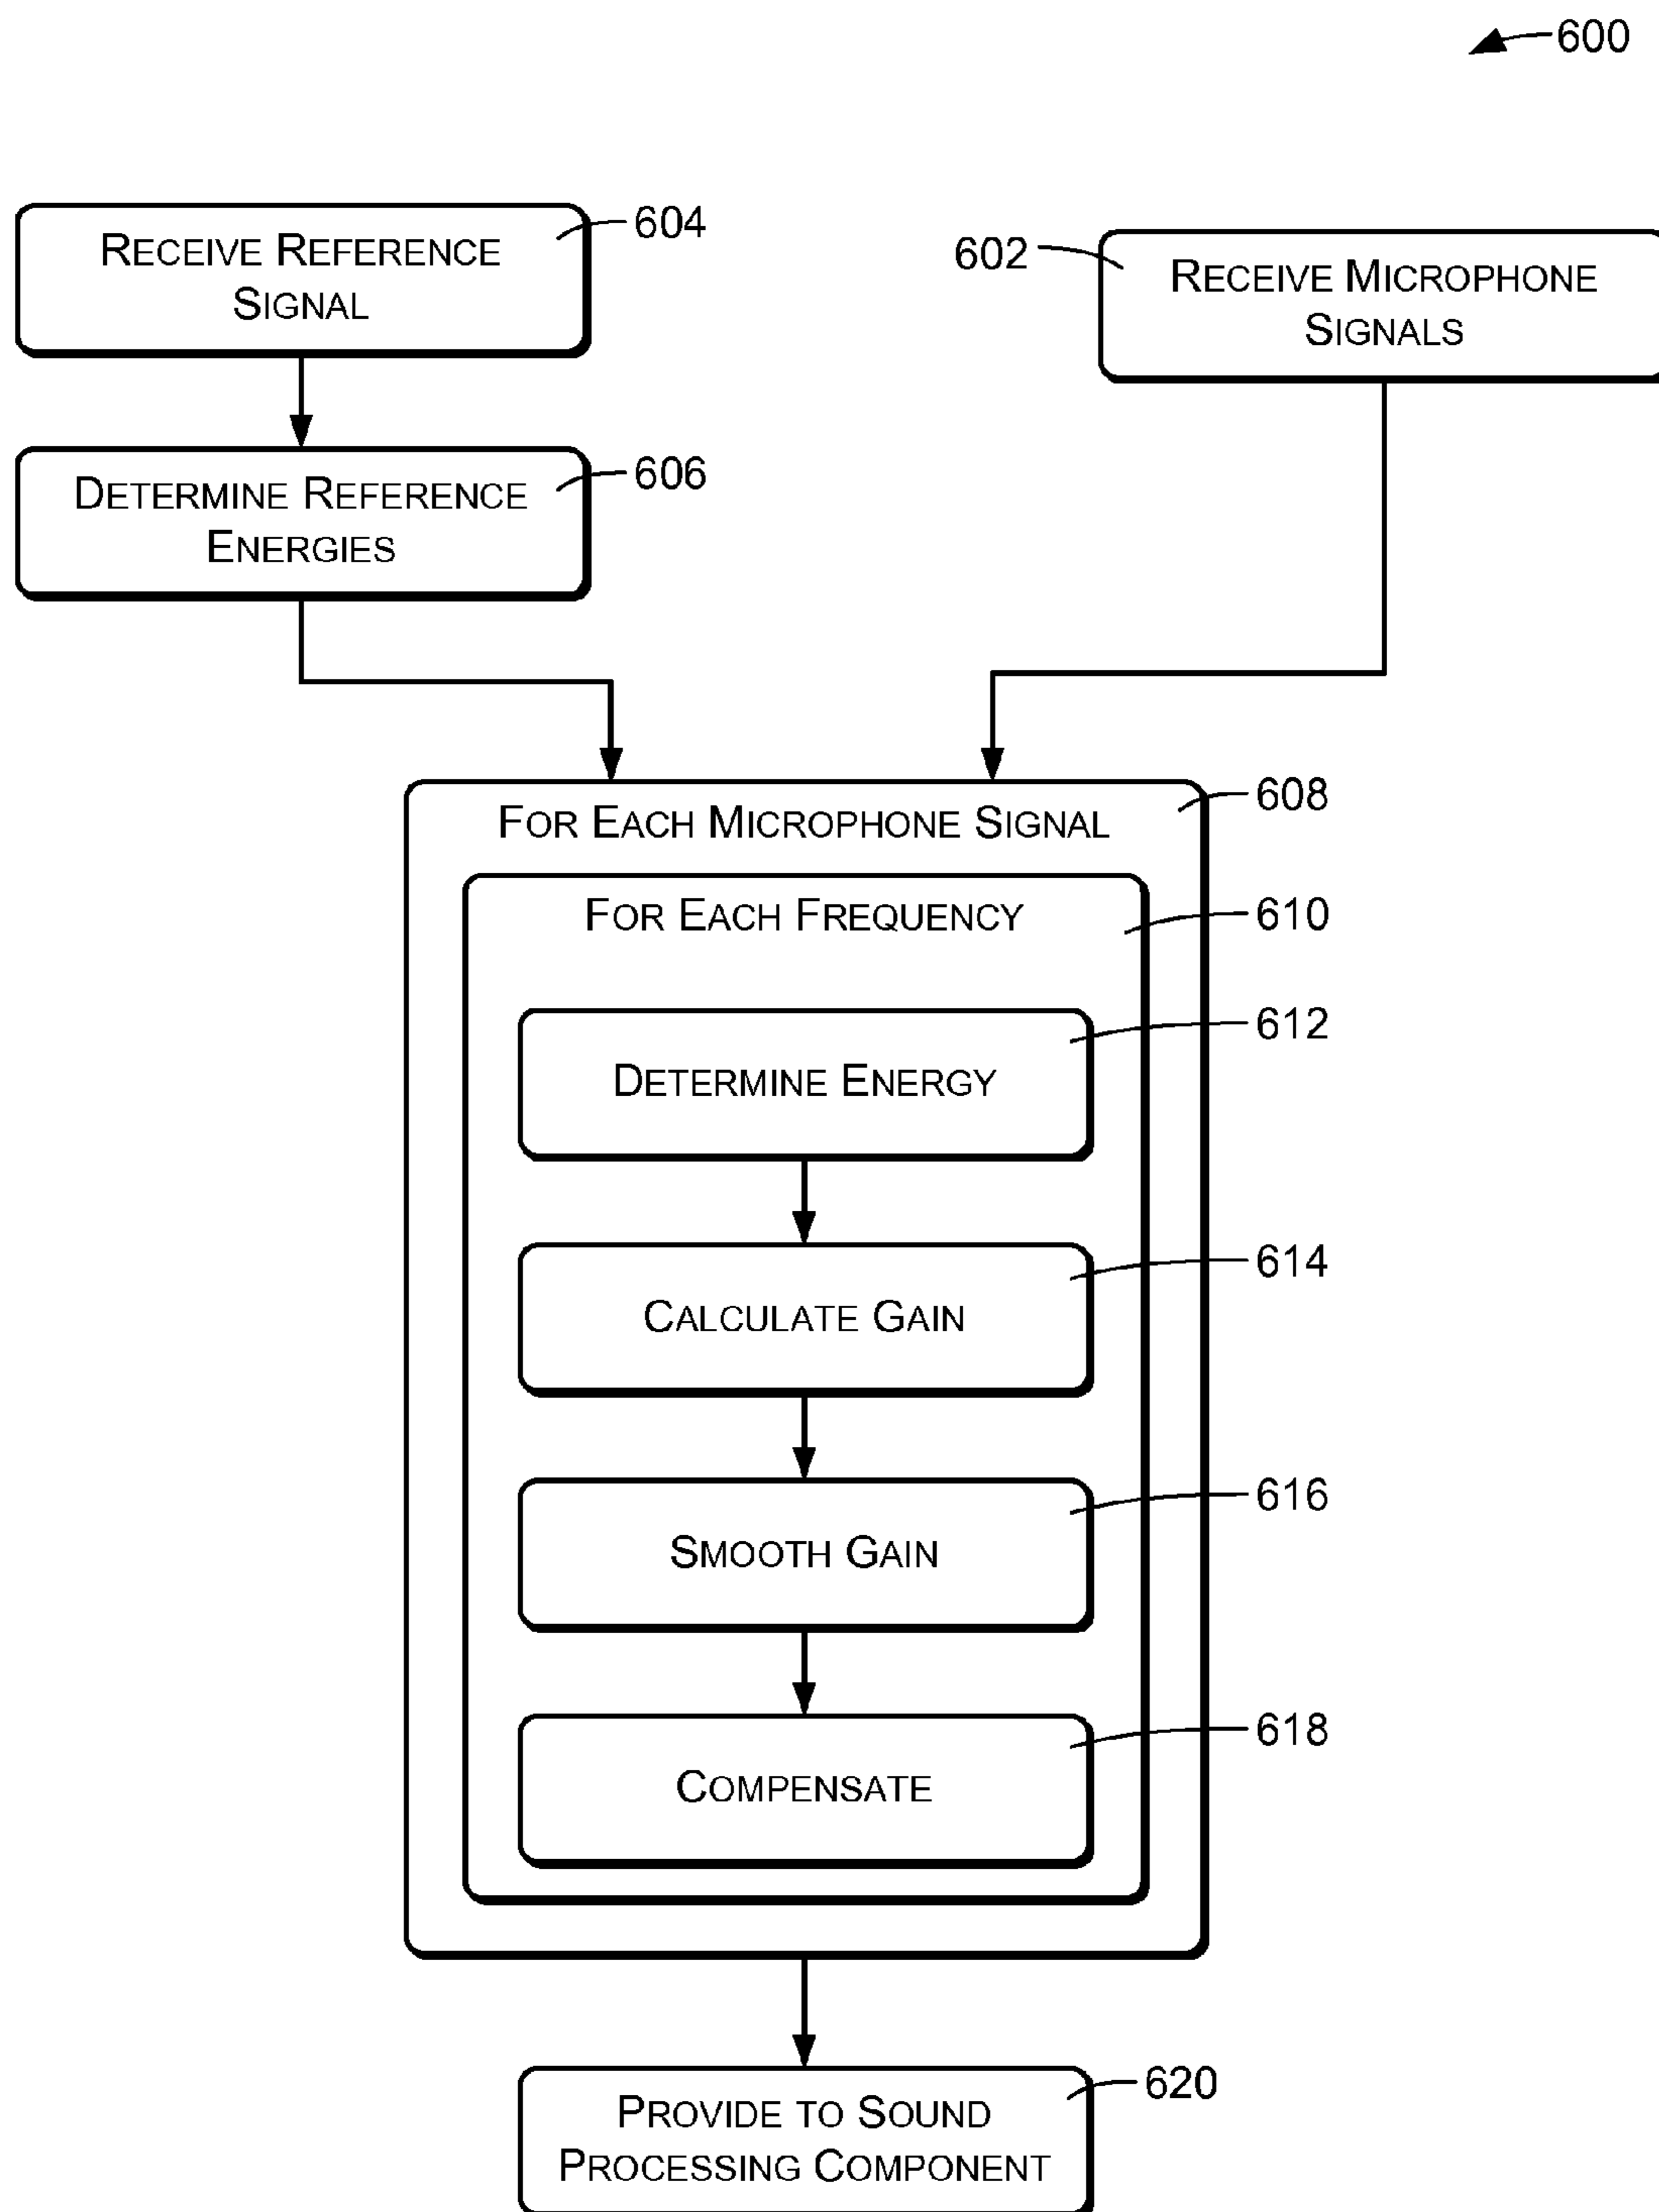 600
RECEIVE REFERENCE
SIGNAL
604
602
RECEIVE MICROPHONE
SIGNALS
DETERMINE REFERENCE
ENERGIES
606
FOR EACH MICROPHONE SIGNAL
608
FOR EACH FREQUENCY
610
DETERMINE ENERGY
612
CALCULATE GAIN
614
SMOOTH GAIN
616
COMPENSATE
618
PROVIDE TO SOUND
PROCESSING COMPONENT
620